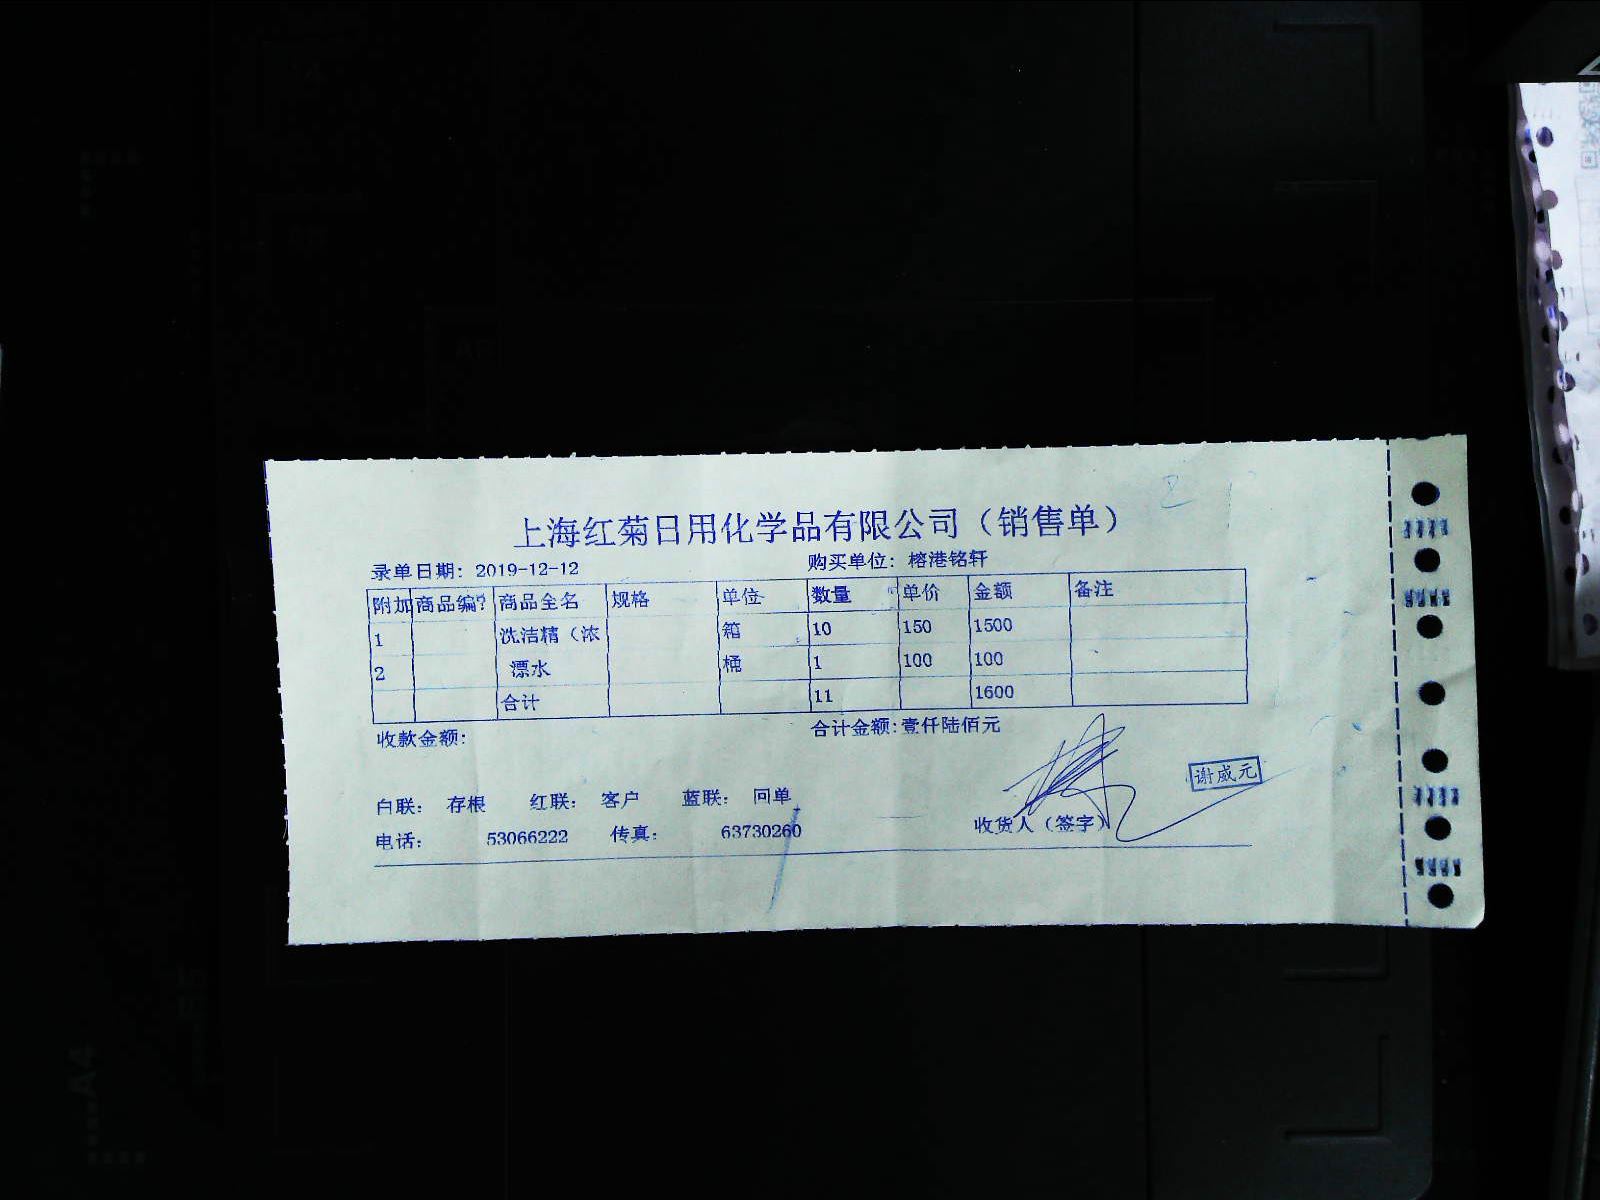 上海红菊日用化学品有限公司（销售单）
录单日期: 2019-12-12 购买单位: 榕港铭轩
附加 商品编? 商品全名 规格 单位 数量 单价 金额 备注
1 洗洁精（浓 箱 10 150 1500
2 漂水 桶 1 100 100
合计 11 1600
收款金额: 合计金额:壹仟陆佰元
谢威元
白联: 存根 红联: 客户 蓝联: 回单
收货人（签字）
电话: 53066222 传真: 63730260
A4